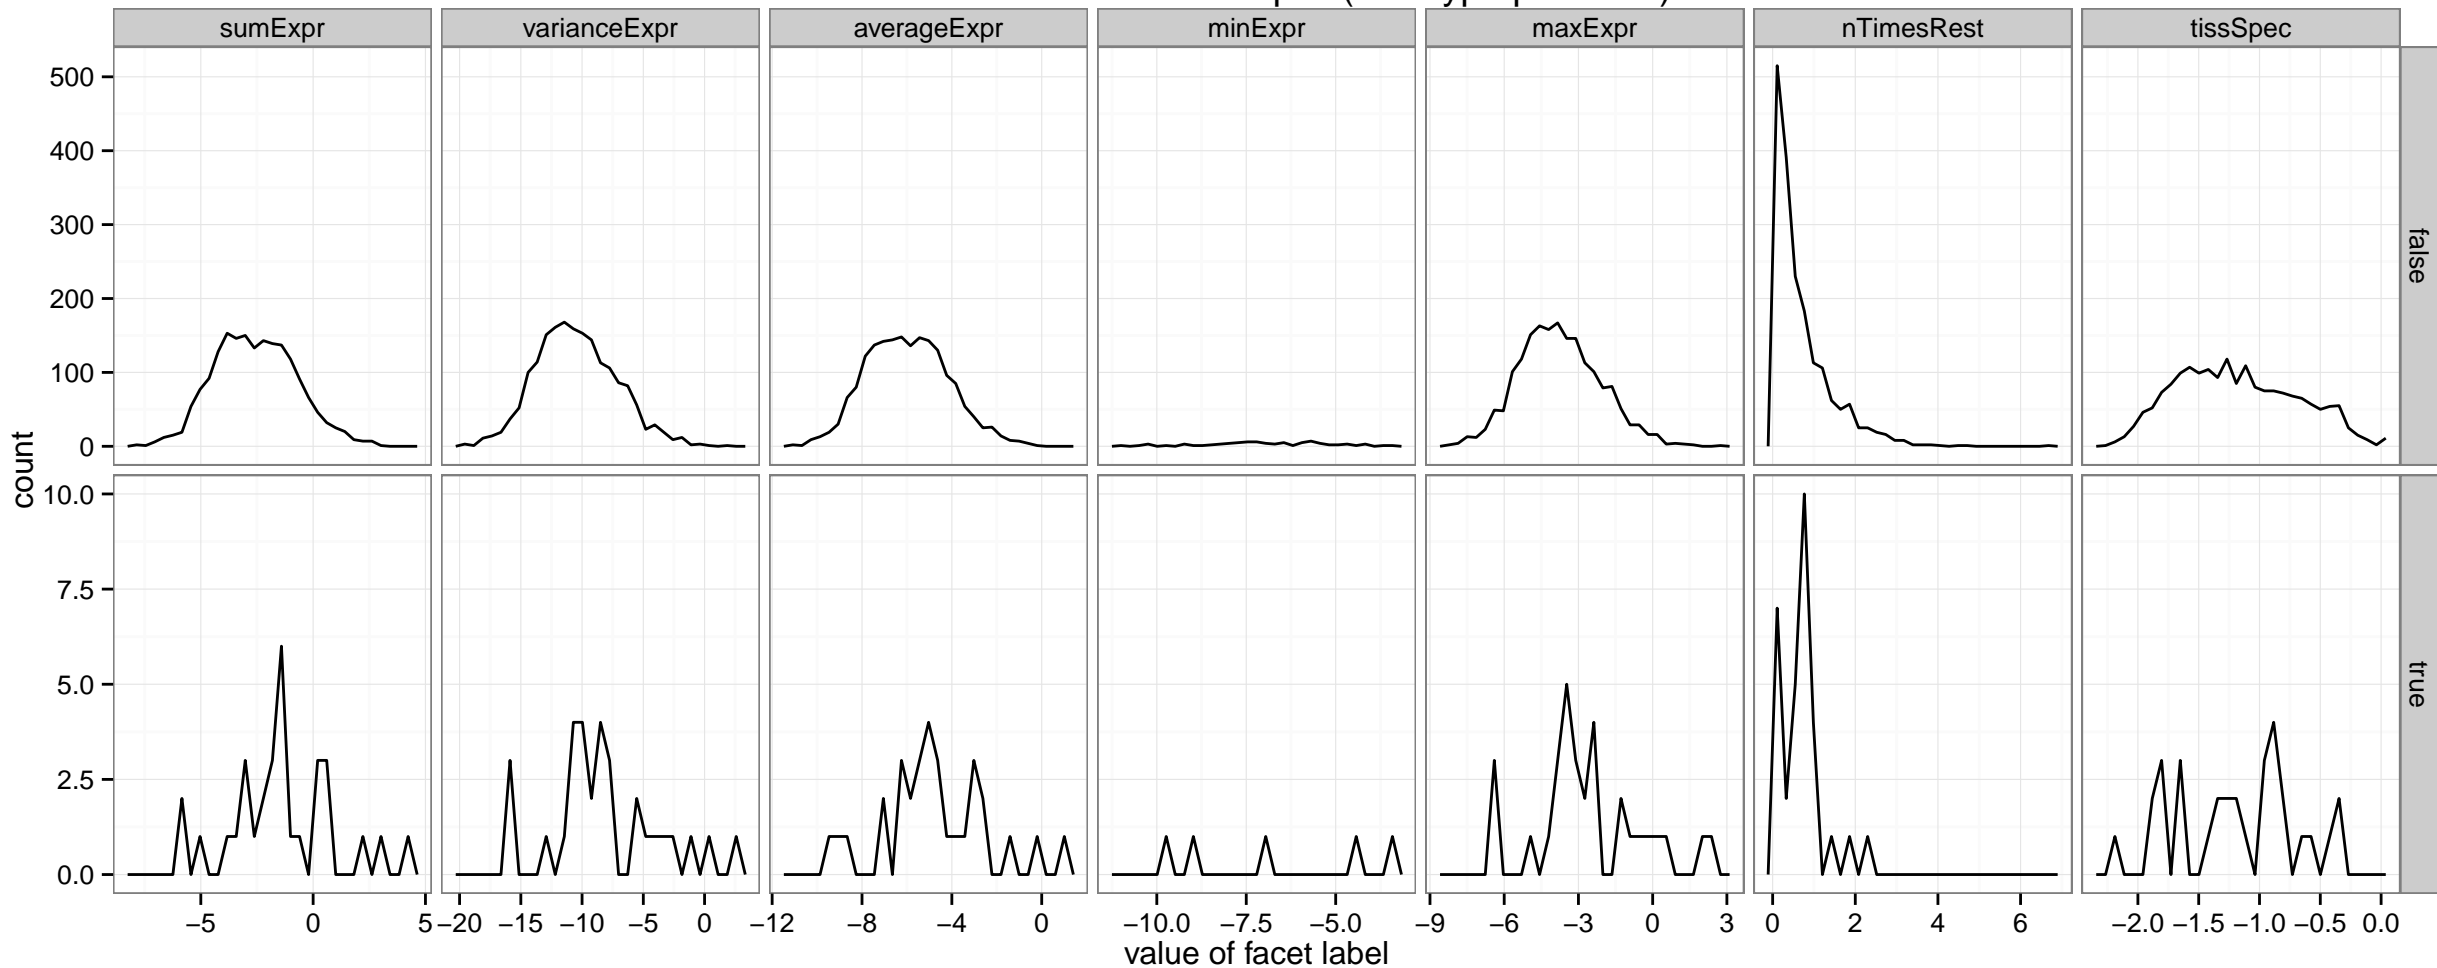 sumExpr varianceExpr averageExpr minExpr maxExpr nTimesRest tissSpec
500
400
300
200
100
0
false
count
10.0
7.5
5.0
2.5
0.0
true
−5 0 5 −20 −15 −10 −5 0 −12 −8 −4 0 −10.0 −7.5 −5.0 −9 −6 −3 0 3 0 2 4 6 −2.0 −1.5 −1.0 −0.5 0.0
value of facet label